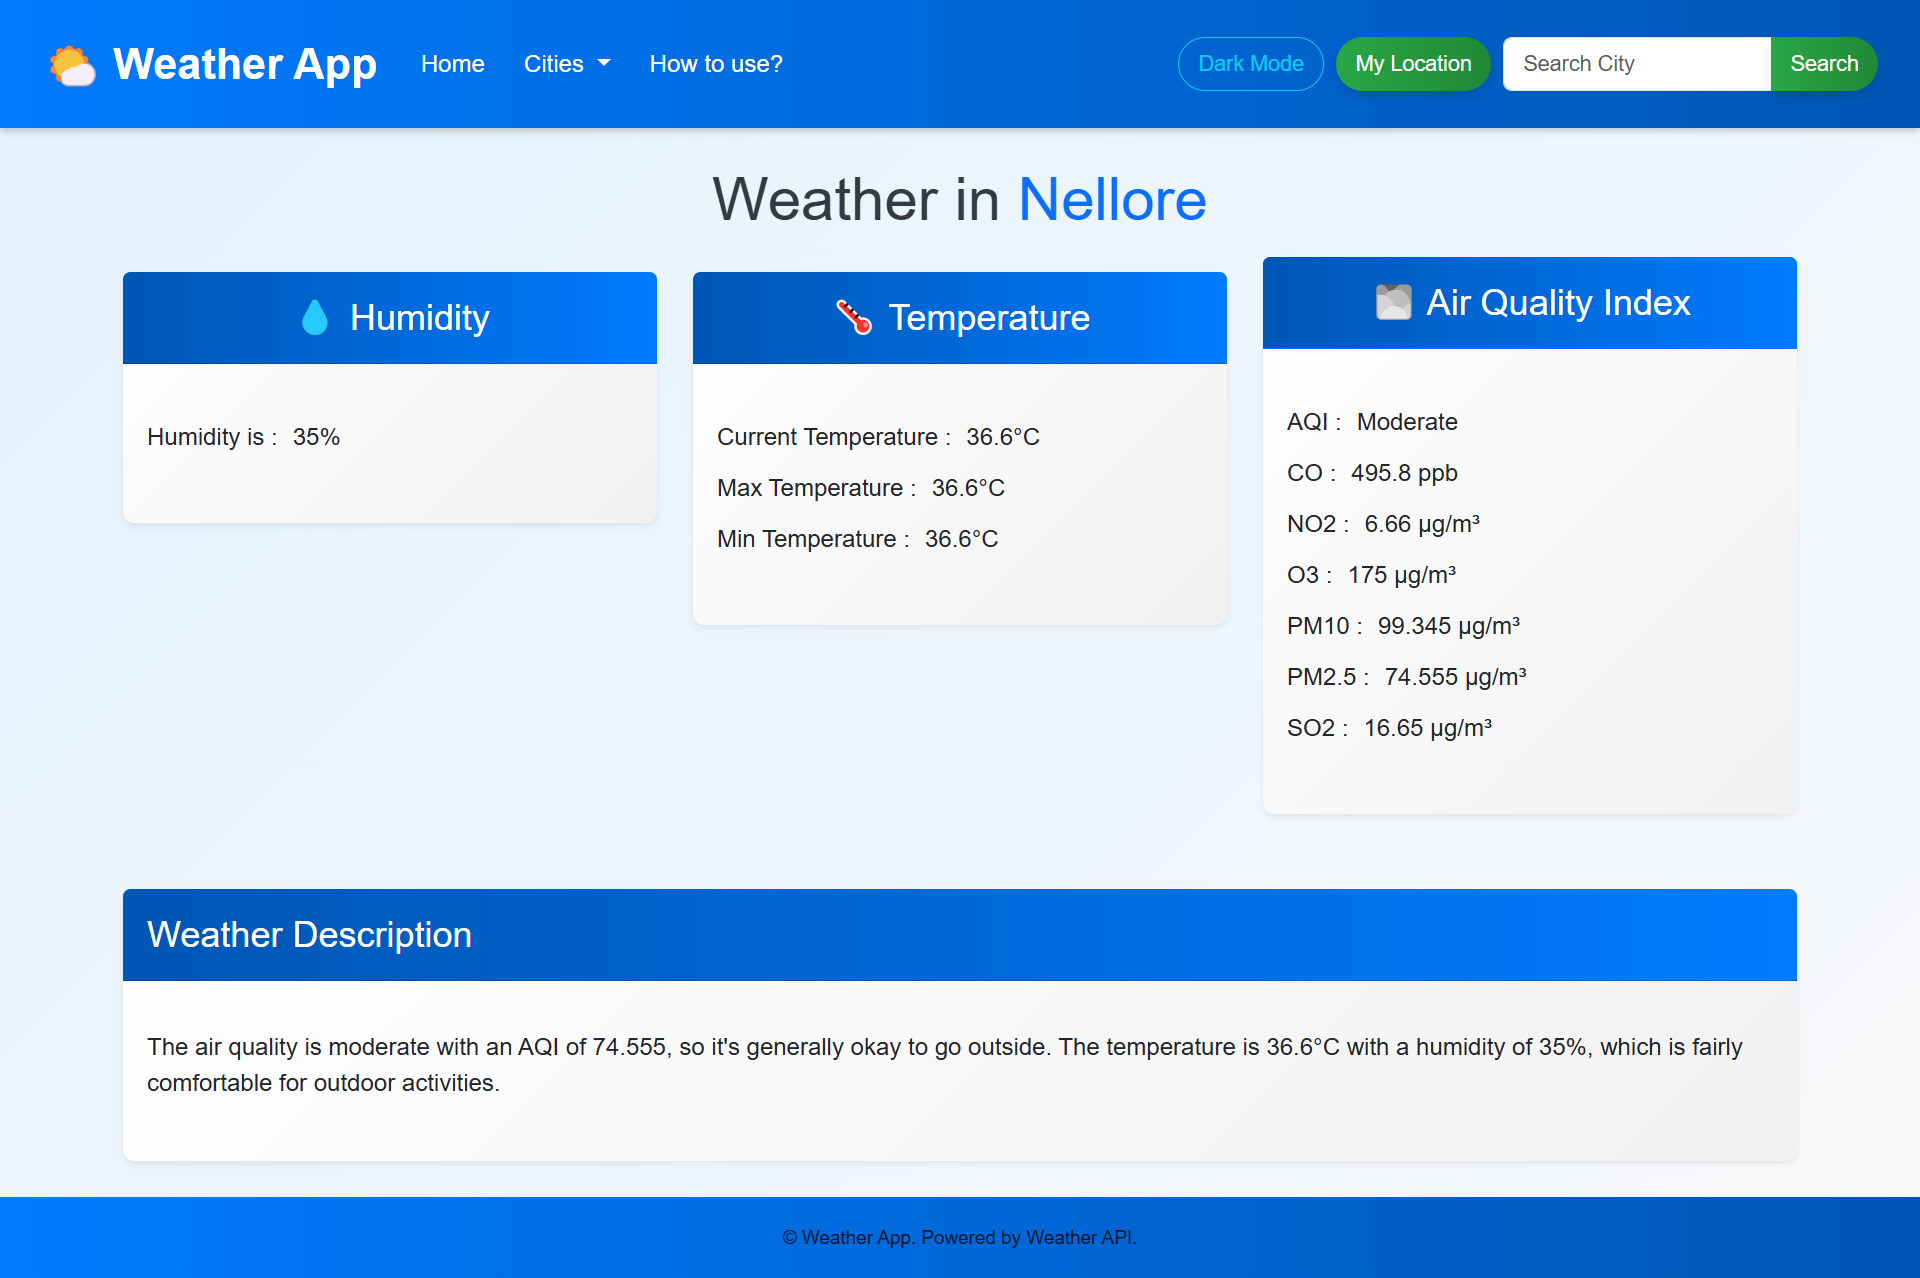 Weather App
Home
Cities
How to use?
Dark Mode
My Location
Search City
Search
Weather in Nellore
Humidity
Humidity is : 35%
Temperature
Current Temperature : 36.6°C
Max Temperature : 36.6°C
Min Temperature : 36.6°C
Air Quality Index
AQI : Moderate
CO : 495.8 ppb
NO2 : 6.66 µg/m³
O3 : 175 µg/m³
PM10 : 99.345 µg/m³
PM2.5 : 74.555 µg/m³
SO2 : 16.65 µg/m³
Weather Description
The air quality is moderate with an AQI of 74.555, so it's generally okay to go outside. The temperature is 36.6°C with a humidity of 35%, which is fairly
comfortable for outdoor activities.
© Weather App. Powered by Weather API.